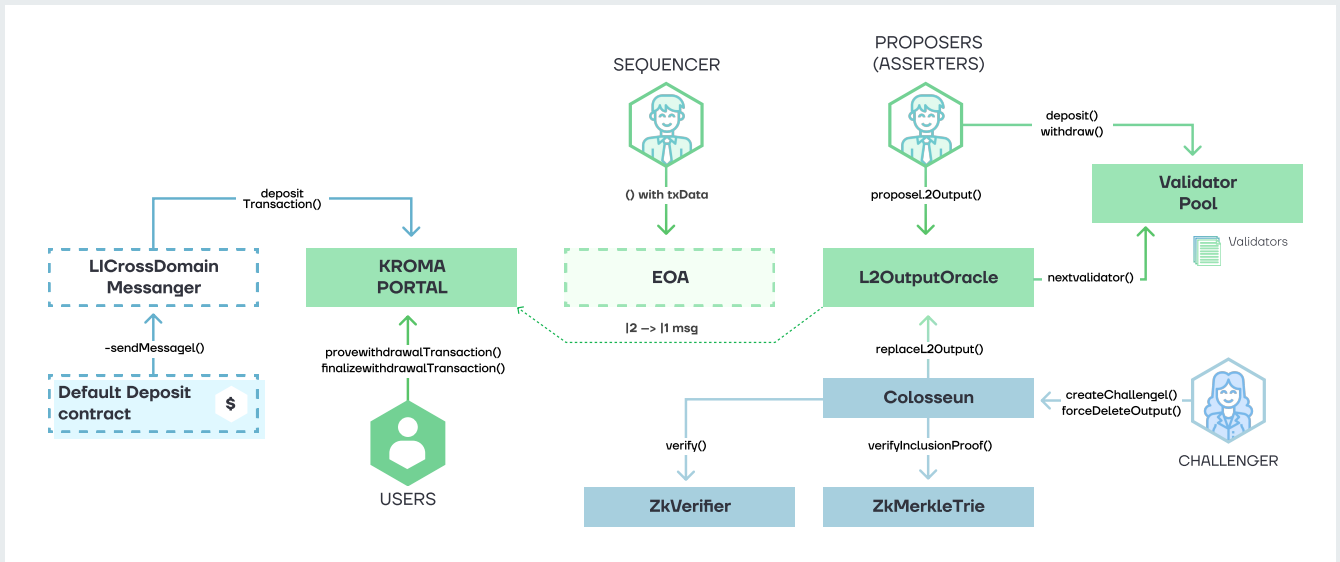 SEQUENCER
PROPOSERS
(ASSERTERS)
deposit()
withdraw()
Validator
Pool
Validators
() with txData
proposel.2Output()
deposit
Transaction()
LICrossDomain
Messanger
KROMA
PORTAL
EOA
L2OutputOracle
nextvalidator()
|2 —> |1 msg
-sendMessagel()
provewithdrawalTransaction()
finalizewithdrawalTransaction()
replaceL2Output()
Default Deposit
contract
$
Colosseun
createChallengel()
forceDeleteOutput()
CHALLENGER
USERS
verify()
verifyInclusionProof()
ZkVerifier
ZkMerkleTrie